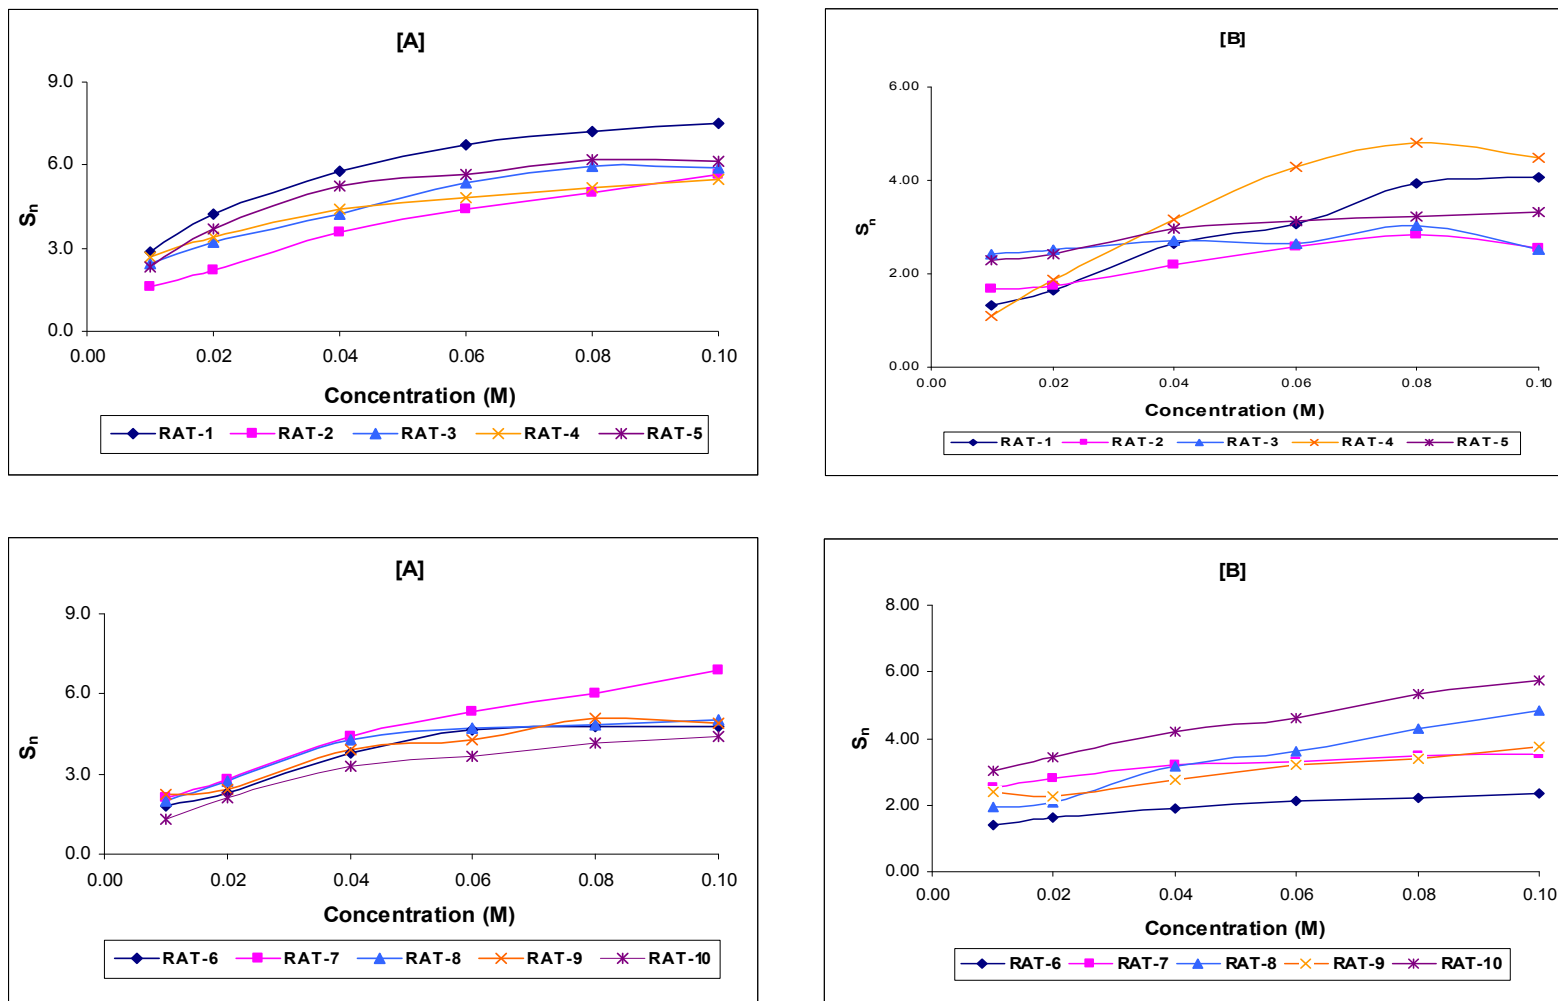 [A]
9.0
6.0
3.0
0.0
Sn
0.00 0.02 0.04 0.06 0.08 0.10
Concentration (M)
RAT-1 RAT-2 RAT-3 RAT-4 RAT-5
[B]
6.00
4.00
2.00
0.00
Sn
0.00 0.02 0.04 0.06 0.08 0.10
Concentration (M)
RAT-1 RAT-2 RAT-3 RAT-4 RAT-5
[A]
9.0
6.0
3.0
0.0
Sn
0.00 0.02 0.04 0.06 0.08 0.10
Concentration (M)
RAT-6 RAT-7 RAT-8 RAT-9 RAT-10
[B]
8.00
6.00
4.00
2.00
0.00
Sn
0.00 0.02 0.04 0.06 0.08 0.10
Concentration (M)
RAT-6 RAT-7 RAT-8 RAT-9 RAT-10